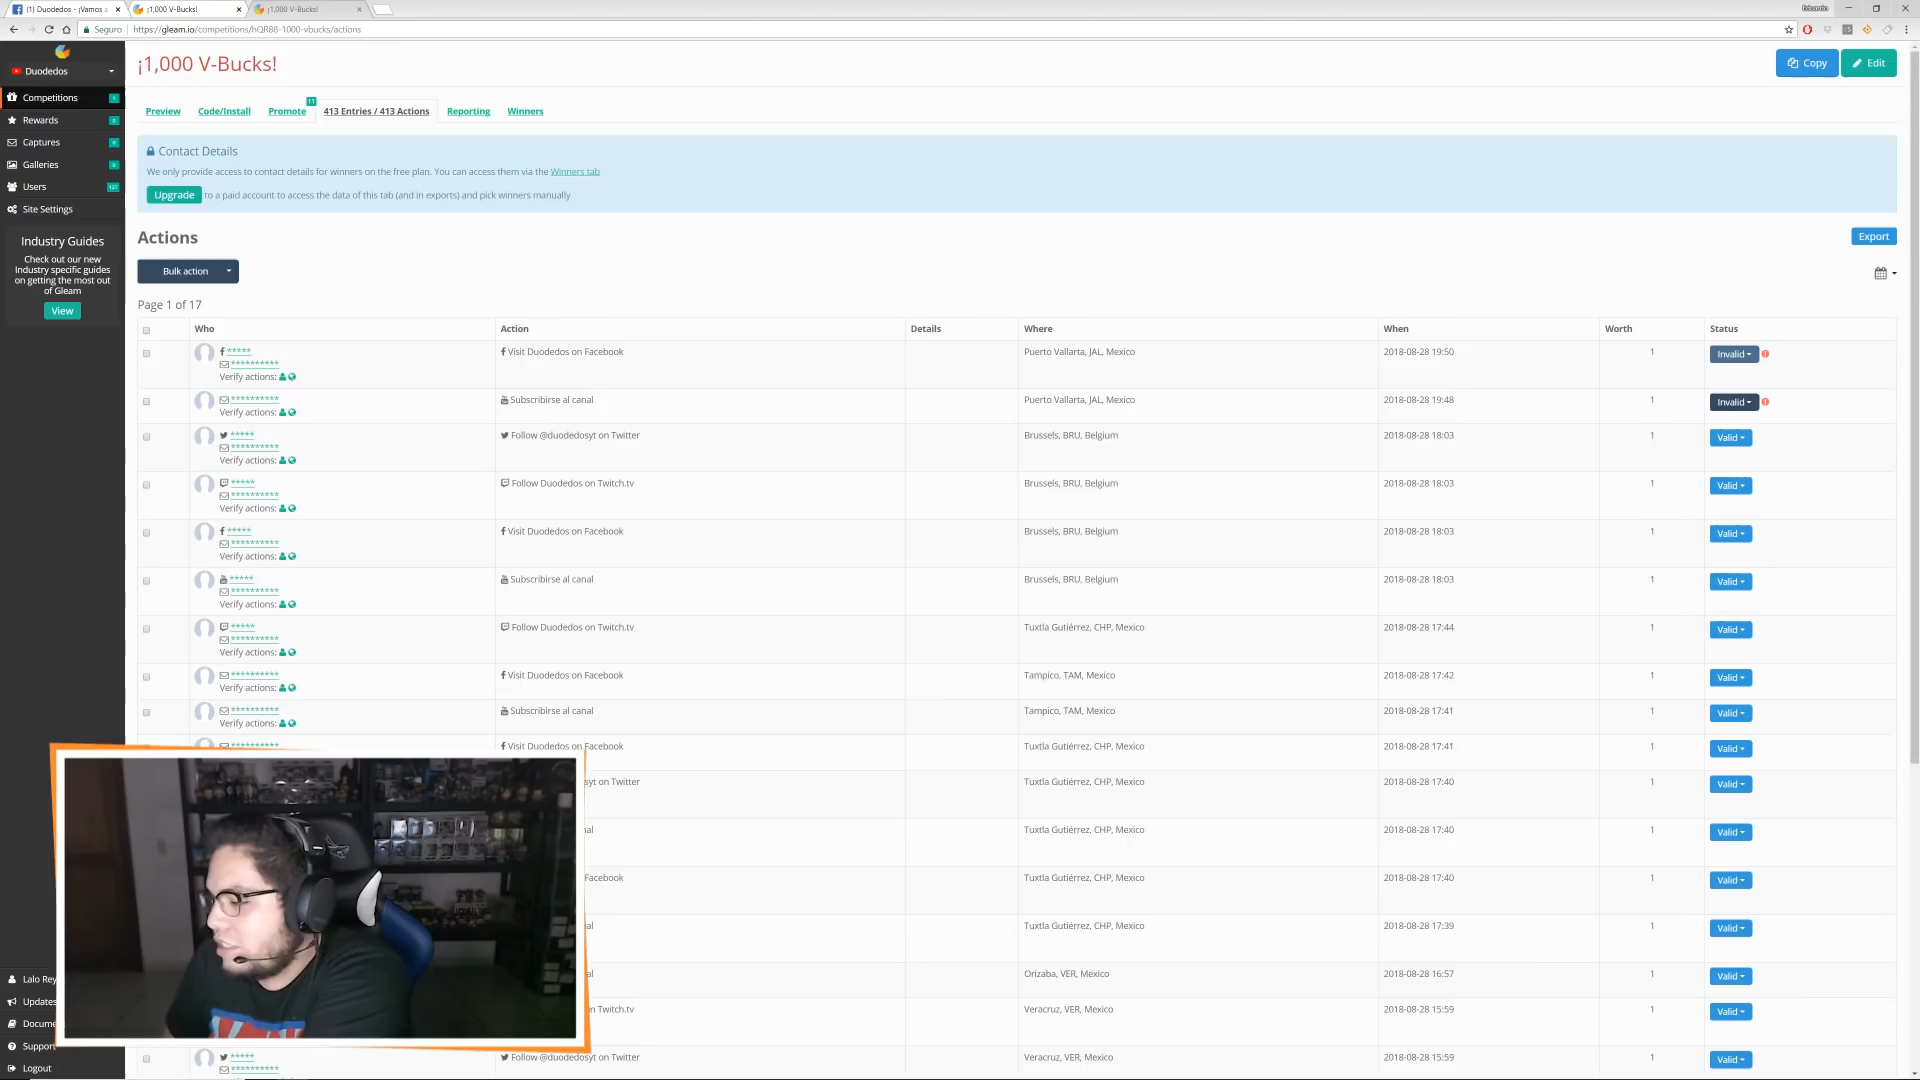 (1) Duodedos - ¡Vamos a
¡1,000 V-Bucks!
¡1,000 V-Bucks!
Seguro
https://gleam.io/competitions/hQR88-1000-vbucks/actions
Duodedos
Competitions
Rewards
Captures
Galleries
Users 127
Site Settings
Industry Guides
Check out our new
Industry specific guides
on getting the most out
of Gleam
View
¡1,000 V-Bucks!
Copy
Edit
Preview Code/Install Promote 11 413 Entries / 413 Actions Reporting Winners
Contact Details
We only provide access to contact details for winners on the free plan. You can access them via the Winners tab
Upgrade to a paid account to access the data of this tab (and in exports) and pick winners manually
Actions
Export
Bulk action
Page 1 of 17
Who Action Details Where When Worth Status
***** Visit Duodedos on Facebook Puerto Vallarta, JAL, Mexico 2018-08-28 19:50 1 Invalid
**********
Verify actions:
********** Subscribirse al canal Puerto Vallarta, JAL, Mexico 2018-08-28 19:48 1 Invalid
Verify actions:
***** Follow @duodedosyt on Twitter Brussels, BRU, Belgium 2018-08-28 18:03 1 Valid
**********
Verify actions:
***** Follow Duodedos on Twitch.tv Brussels, BRU, Belgium 2018-08-28 18:03 1 Valid
**********
Verify actions:
***** Visit Duodedos on Facebook Brussels, BRU, Belgium 2018-08-28 18:03 1 Valid
**********
Verify actions:
***** Subscribirse al canal Brussels, BRU, Belgium 2018-08-28 18:03 1 Valid
**********
Verify actions:
***** Follow Duodedos on Twitch.tv Tuxtla Gutiérrez, CHP, Mexico 2018-08-28 17:44 1 Valid
**********
Verify actions:
********** Visit Duodedos on Facebook Tampico, TAM, Mexico 2018-08-28 17:42 1 Valid
Verify actions:
********** Subscribirse al canal Tampico, TAM, Mexico 2018-08-28 17:41 1 Valid
Verify actions:
********** Visit Duodedos on Facebook Tuxtla Gutiérrez, CHP, Mexico 2018-08-28 17:41 1 Valid
syt on Twitter Tuxtla Gutiérrez, CHP, Mexico 2018-08-28 17:40 1 Valid
al Tuxtla Gutiérrez, CHP, Mexico 2018-08-28 17:40 1 Valid
Facebook Tuxtla Gutiérrez, CHP, Mexico 2018-08-28 17:40 1 Valid
al Tuxtla Gutiérrez, CHP, Mexico 2018-08-28 17:39 1 Valid
al Orizaba, VER, Mexico 2018-08-28 16:57 1 Valid
on Twitch.tv Veracruz, VER, Mexico 2018-08-28 15:59 1 Valid
***** Follow @duodedosyt on Twitter Veracruz, VER, Mexico 2018-08-28 15:59 1 Valid
**********
Lalo Rey
Updates
Docume
Support
Logout